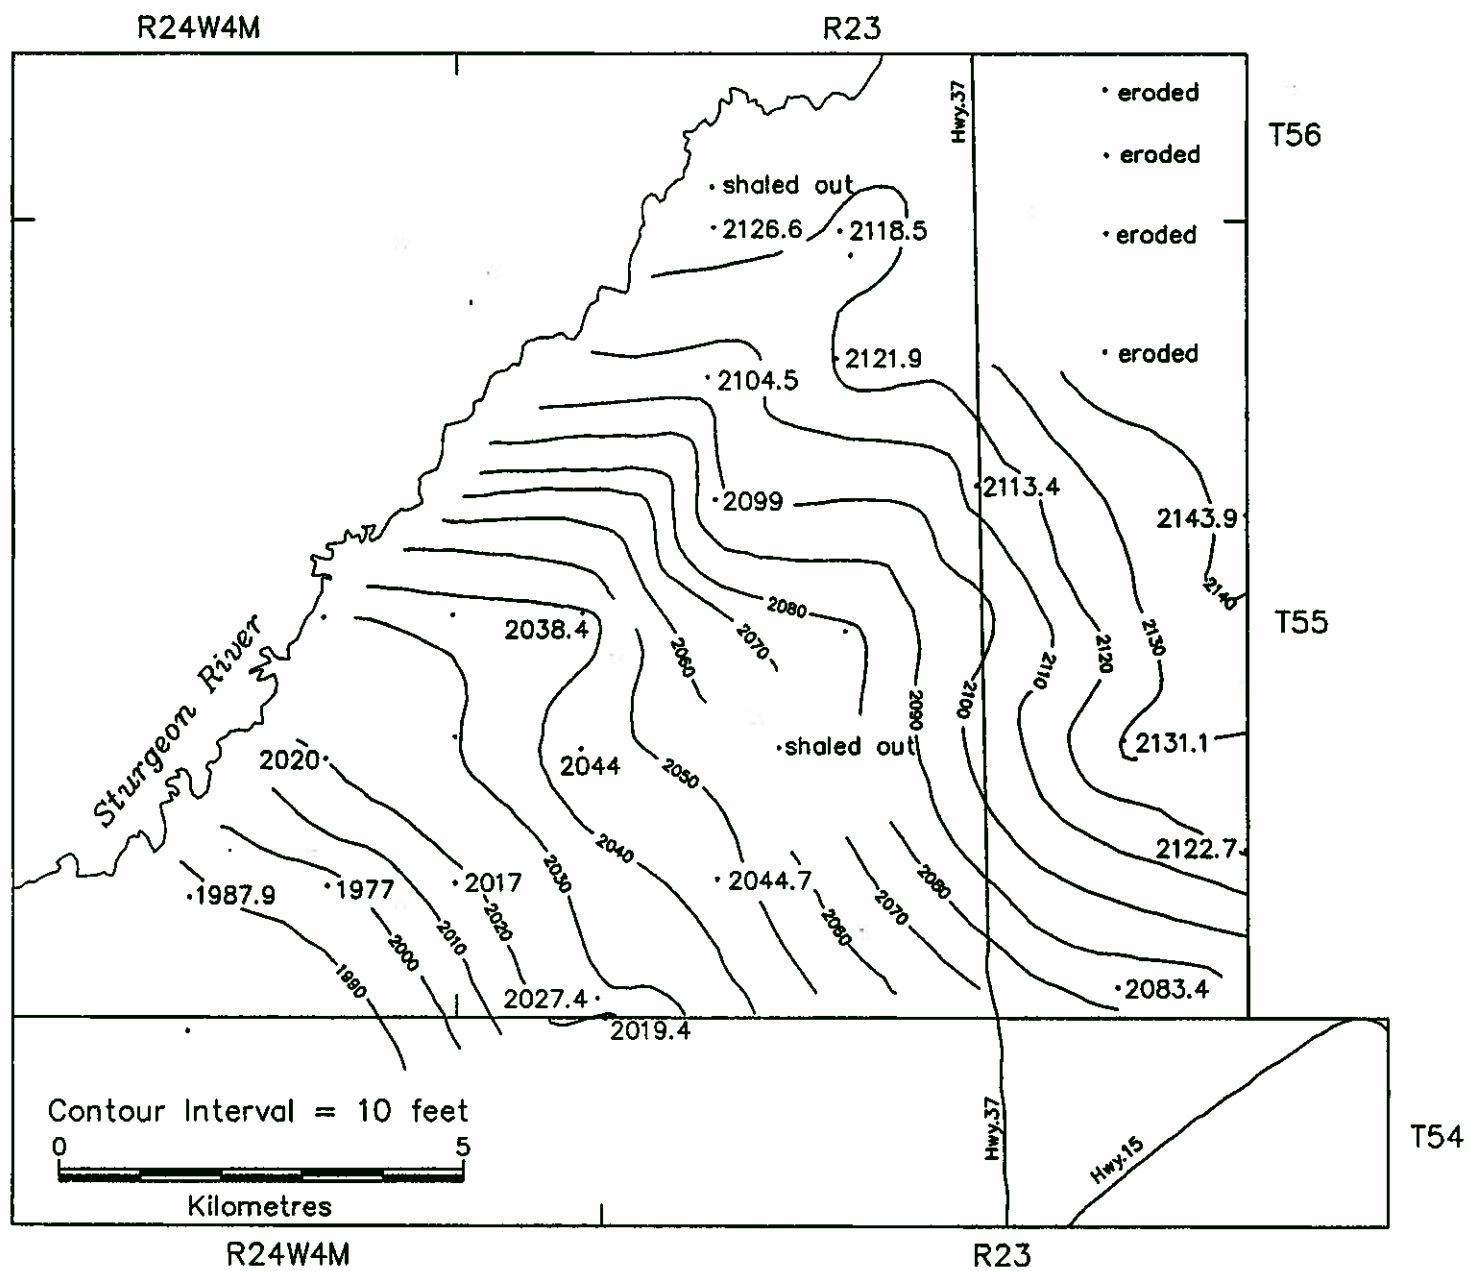 R24W4M
R23
Hwy.37
eroded
T56
eroded
shaled out
2126.6
2118.5
eroded
eroded
2121.9
2104.5
2113.4
2099
2143.9
2140
2080
2038.4
2070
2060
T55
2130
2120
2110
2100
2090
Sturgeon River
2131.1
shaled out
2020
2044
2050
2122.7
2040
2030
2044.7
2080
2070
2060
1987.9
1977
2017
2020
2010
2000
1990
2083.4
2027.4
2019.4
Contour Interval = 10 feet
0
5
Kilometres
Hwy.37
Hwy.15
T54
R24W4M
R23